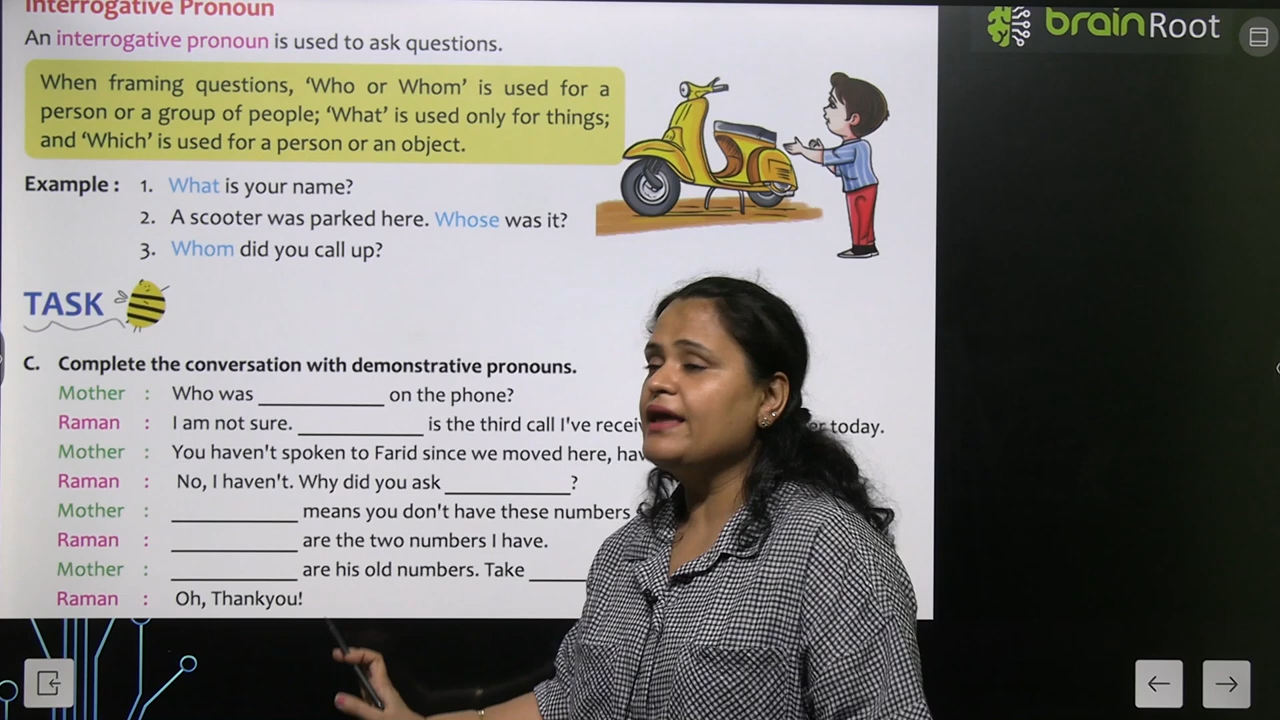 Interrogative Pronoun
brainRoot
An interrogative pronoun is used to ask questions.
When framing questions, ‘Who or Whom’ is used for a
person or a group of people; ‘What’ is used only for things;
and ‘Which’ is used for a person or an object.
Example : 1. What is your name?
2. A scooter was parked here. Whose was it?
3. Whom did you call up?
TASK
C. Complete the conversation with demonstrative pronouns.
Mother : Who was ____________ on the phone?
Raman : I am not sure. ____________ is the third call I've today.
Mother : You haven't spoken to Farid since we moved here,
Raman : No, I haven't. Why did you ask ____________?
Mother : ____________ means you don't have these numbers
Raman : ____________ are the two numbers I have.
Mother : ____________ are his old numbers. Take ______
Raman : Oh, Thankyou!